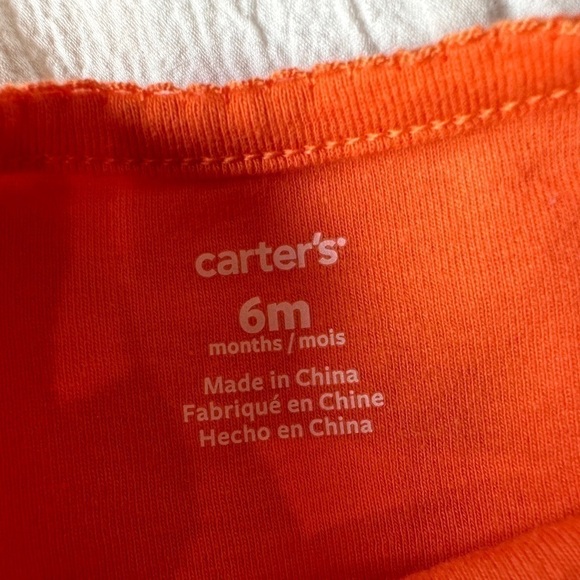 carter's
6m
months / mois
Made in China
Fabriqué en Chine
Hecho en China